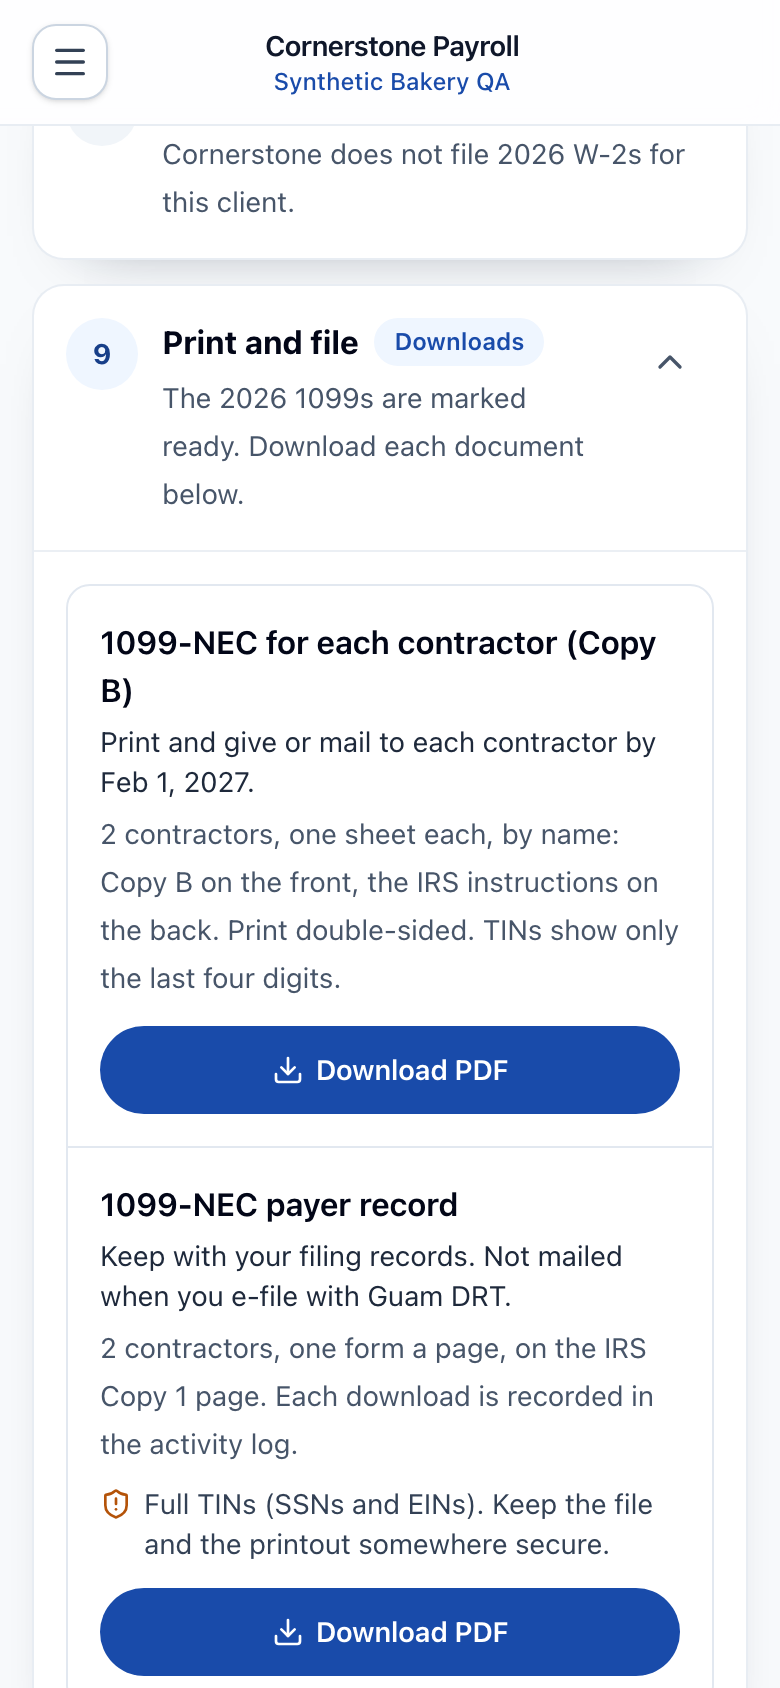 Cornerstone Payroll
Synthetic Bakery QA
Cornerstone does not file 2026 W-2s for
this client.
9
Print and file
Downloads
The 2026 1099s are marked
ready. Download each document
below.
1099-NEC for each contractor (Copy
B)
Print and give or mail to each contractor by
Feb 1, 2027.
2 contractors, one sheet each, by name:
Copy B on the front, the IRS instructions on
the back. Print double-sided. TINs show only
the last four digits.
Download PDF
1099-NEC payer record
Keep with your filing records. Not mailed
when you e-file with Guam DRT.
2 contractors, one form a page, on the IRS
Copy 1 page. Each download is recorded in
the activity log.
Full TINs (SSNs and EINs). Keep the file
and the printout somewhere secure.
Download PDF